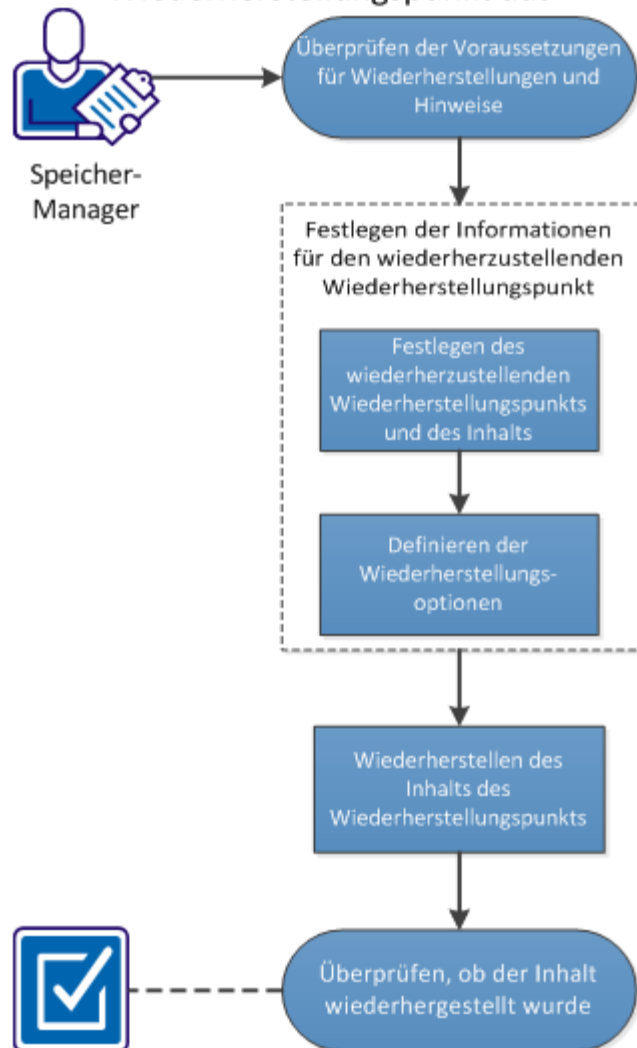 Überprüfen der Voraussetzungen
für Wiederherstellungen und
Hinweise
Speicher-
Manager
Festlegen der Informationen
für den wiederherzustellenden
Wiederherstellungspunkt
Festlegen des
wiederherzustellenden
Wiederherstellungspunkts
und des Inhalts
Definieren der
Wiederherstellungs-
optionen
Wiederherstellen des
Inhalts des
Wiederherstellungspunkts
Überprüfen, ob der Inhalt
wiederhergestellt wurde